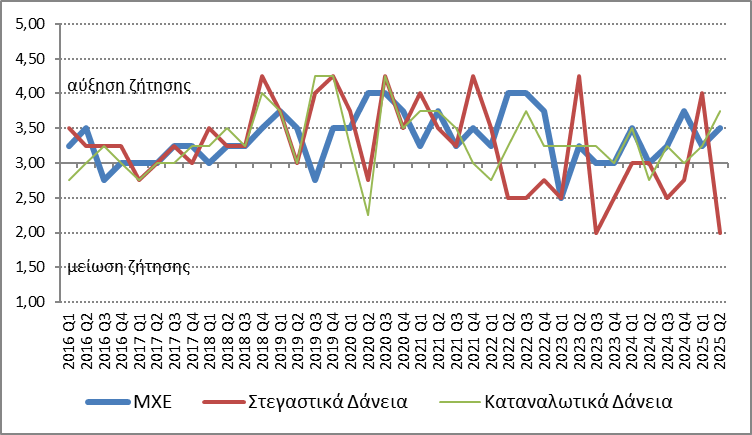 5,00
4,50
4,00
3,50
3,00
2,50
2,00
1,50
1,00
αύξηση ζήτησης
μείωση ζήτησης
2016 Q1
2016 Q2
2016 Q3
2016 Q4
2017 Q1
2017 Q2
2017 Q3
2017 Q4
2018 Q1
2018 Q2
2018 Q3
2018 Q4
2019 Q1
2019 Q2
2019 Q3
2019 Q4
2020 Q1
2020 Q2
2020 Q3
2020 Q4
2021 Q1
2021 Q2
2021 Q3
2021 Q4
2022 Q1
2022 Q2
2022 Q3
2022 Q4
2023 Q1
2023 Q2
2023 Q3
2023 Q4
2024 Q1
2024 Q2
2024 Q3
2024 Q4
2025 Q1
2025 Q2
ΜΧΕ Στεγαστικά Δάνεια Καταναλωτικά Δάνεια